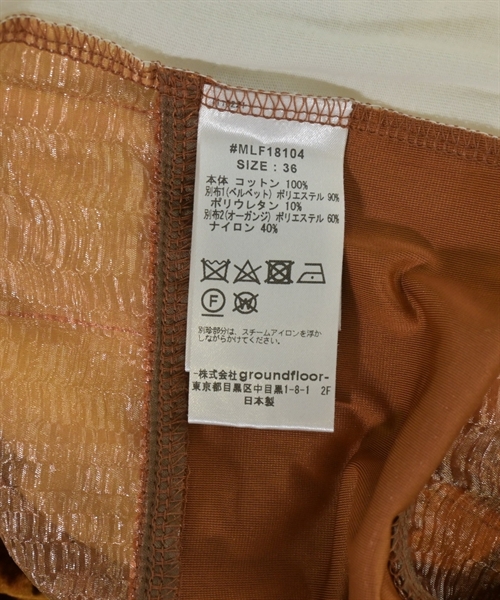 #MLF18104
SIZE : 36
本体 コットン 100%
別布1(ベルベット) ポリエステル 90%
ポリウレタン 10%
別布2(オーガンジ) ポリエステル 60%
ナイロン 40%
F
W
スチームアイロンを浮か
しながらかけてください。
-株式会社groundfloor-
東京都目黒区中目黒1-8-1 2F
日本製